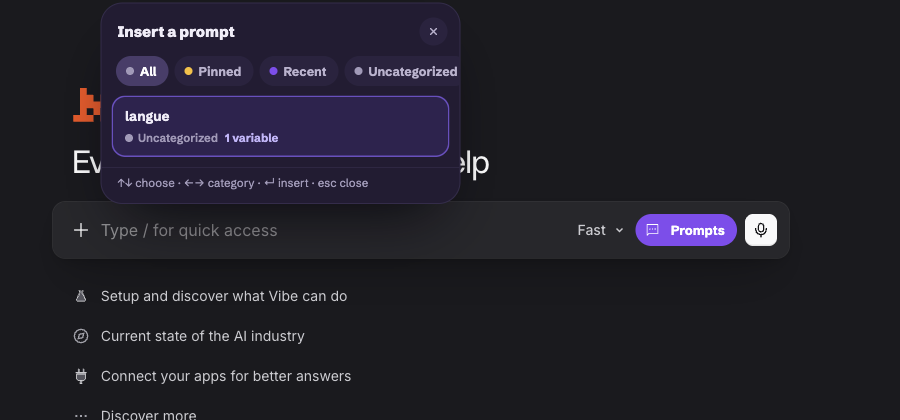 Insert a prompt
All Pinned Recent Uncategorized
langue
Uncategorized 1 variable
↑↓ choose · ←→ category · ↵ insert · esc close
Type / for quick access
Fast Prompts
Setup and discover what Vibe can do
Current state of the AI industry
Connect your apps for better answers
Discover more